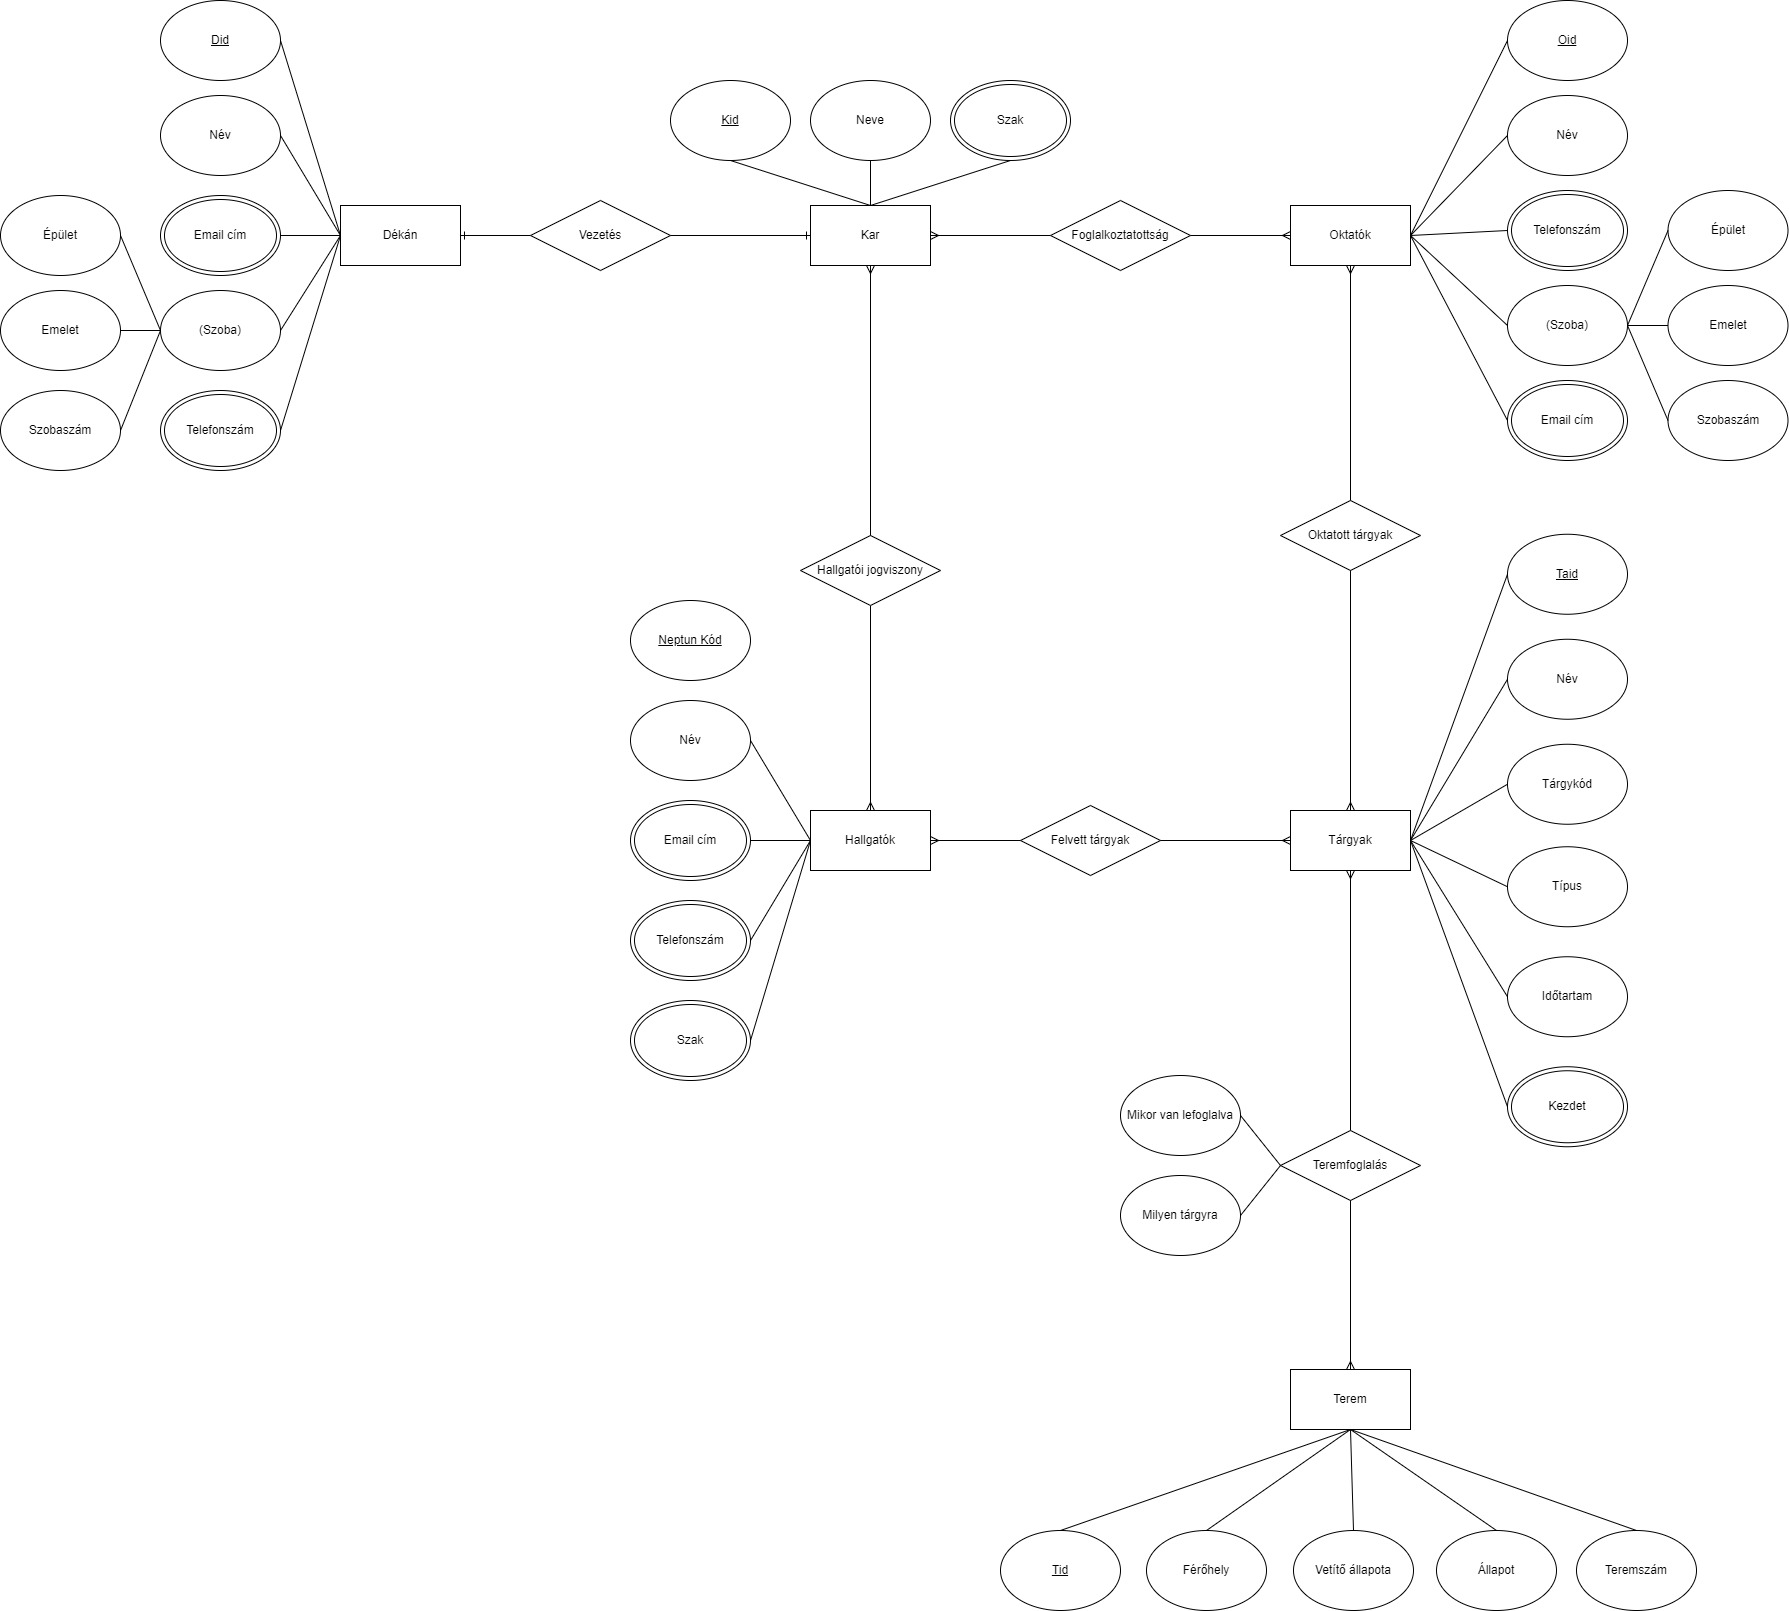 Did
Oid
Kid
Neve
Szak
Név
Név
Épület
Email cím
Dékán
Vezetés
Kar
Foglalkoztatottság
Oktatók
Telefonszám
Épület
Emelet
(Szoba)
(Szoba)
Emelet
Szobaszám
Telefonszám
Email cím
Szobaszám
Oktatott tárgyak
Hallgatói jogviszony
Taid
Neptun Kód
Név
Név
Tárgykód
Email cím
Hallgatók
Felvett tárgyak
Tárgyak
Típus
Telefonszám
Időtartam
Szak
Kezdet
Mikor van lefoglalva
Teremfoglalás
Milyen tárgyra
Terem
Tid
Férőhely
Vetítő állapota
Állapot
Teremszám